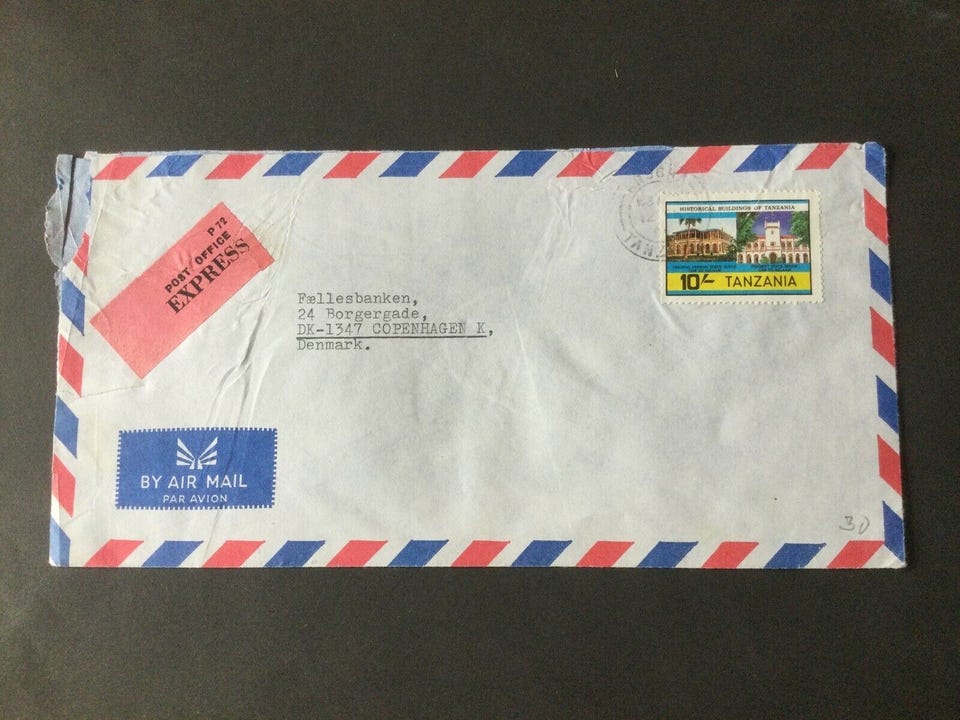 P 72
POST OFFICE
EXPRESS
TANZ
HISTORICAL BUILDINGS OF TANZANIA
10/- TANZANIA
Fællesbanken,
24 Borgergade,
DK-1347 COPENHAGEN K,
Denmark.
BY AIR MAIL
PAR AVION
30